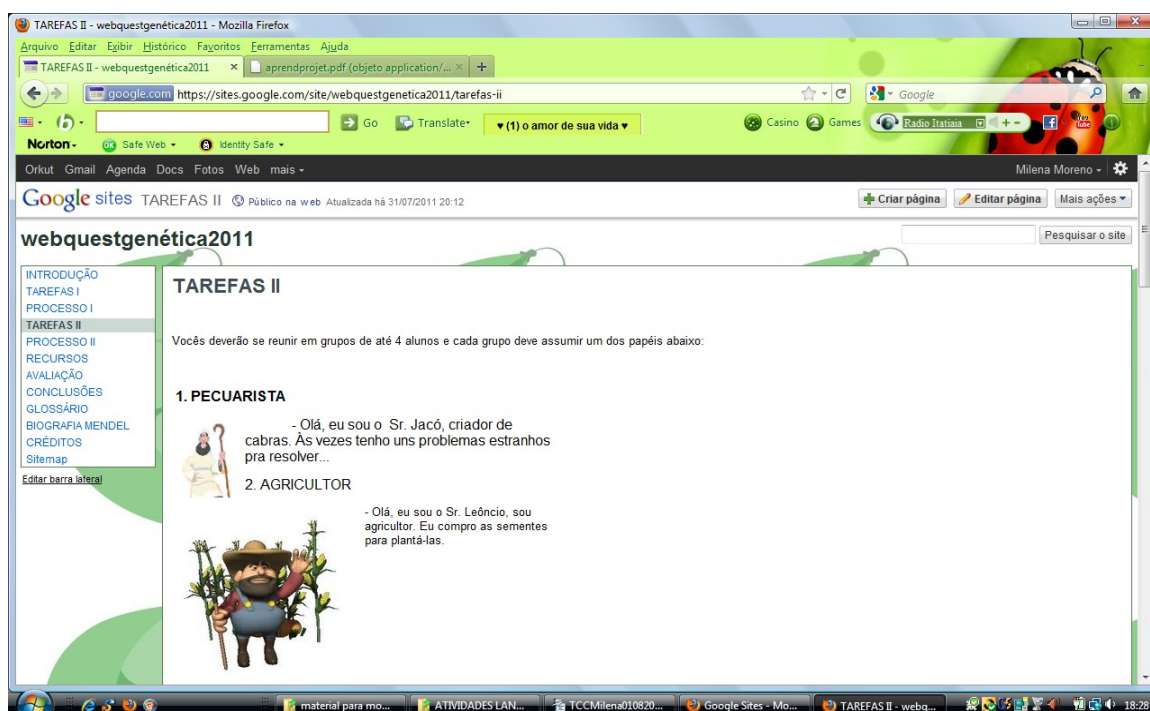 TAREFAS II - webquestgenética2011 - Mozilla Firefox
Arquivo Editar Exibir Histórico Favoritos Ferramentas Ajuda
TAREFAS II - webquestgenética2011 × aprendprojet.pdf (objeto application/... × +
google.com https://sites.google.com/site/webquestgenetica2011/tarefas-ii Google
Go Translate ♥ (1) o amor de sua vida ♥ Casino Games Radio Itatiaia
Norton Safe Web Identity Safe
Orkut Gmail Agenda Docs Fotos Web mais Milena Moreno
Google sites TAREFAS II Público na web Atualizada há 31/07/2011 20:12 Criar página Editar página Mais ações
webquestgenética2011 Pesquisar o site
INTRODUÇÃO
TAREFAS I
PROCESSO I
TAREFAS II
PROCESSO II
RECURSOS
AVALIAÇÃO
CONCLUSÕES
GLOSSÁRIO
BIOGRAFIA MENDEL
CRÉDITOS
Sitemap
Editar barra lateral
TAREFAS II
Vocês deverão se reunir em grupos de até 4 alunos e cada grupo deve assumir um dos papéis abaixo:
1. PECUARISTA
- Olá, eu sou o Sr. Jacó, criador de
cabras. Às vezes tenho uns problemas estranhos
pra resolver...
2. AGRICULTOR
- Olá, eu sou o Sr. Leôncio, sou
agricultor. Eu compro as sementes
para plantá-las.
material para mo... ATIVIDADES LAN... TCCMilena010820... Google Sites - Mo... TAREFAS II - webq... 18:28